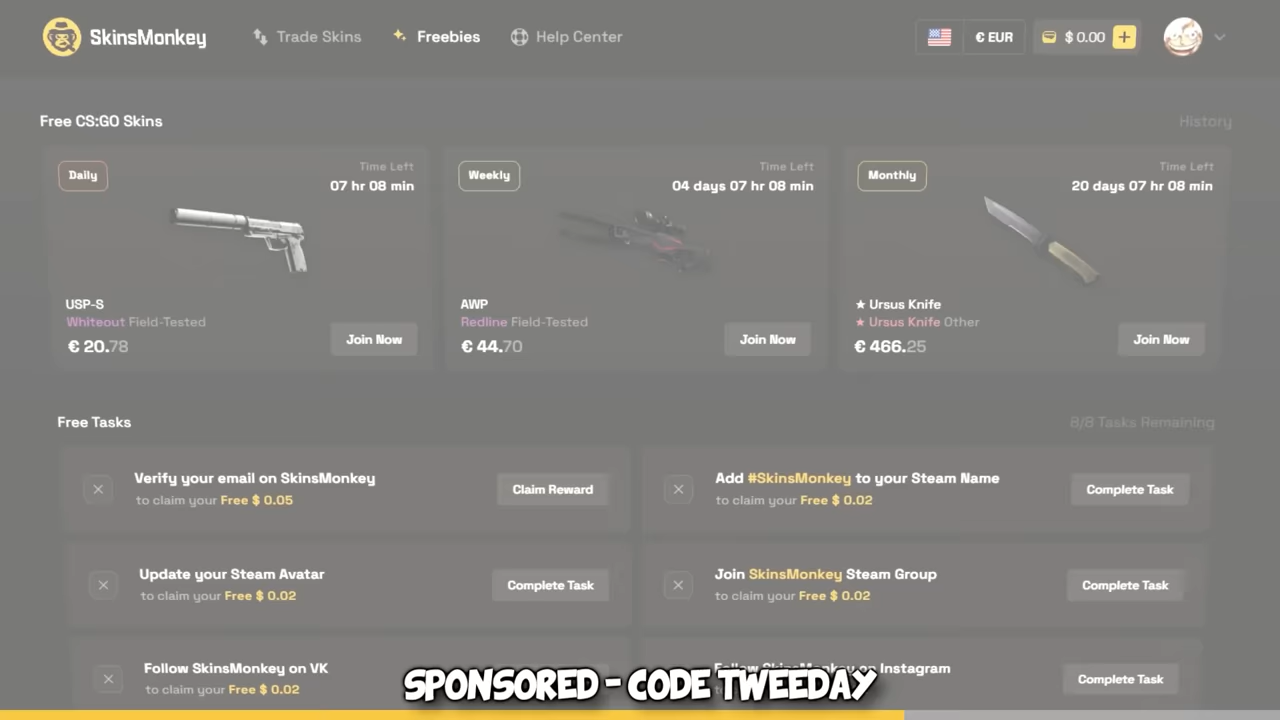 SkinsMonkey
Trade Skins
Freebies
Help Center
€ EUR
$ 0.00
Free CS:GO Skins
History
Daily
Time Left
07 hr 08 min
USP-S
Whiteout Field-Tested
€ 20.78
Join Now
Weekly
Time Left
04 days 07 hr 08 min
AWP
Redline Field-Tested
€ 44.70
Join Now
Monthly
Time Left
20 days 07 hr 08 min
★ Ursus Knife
★ Ursus Knife Other
€ 466.25
Join Now
Free Tasks
8/8 Tasks Remaining
Verify your email on SkinsMonkey
to claim your Free $ 0.05
Claim Reward
Add #SkinsMonkey to your Steam Name
to claim your Free $ 0.02
Complete Task
Update your Steam Avatar
to claim your Free $ 0.02
Complete Task
Join SkinsMonkey Steam Group
to claim your Free $ 0.02
Complete Task
Follow SkinsMonkey on VK
to claim your Free $ 0.02
Follow SkinsMonkey on Instagram
Complete Task
SPONSORED - CODE TWEEDAY